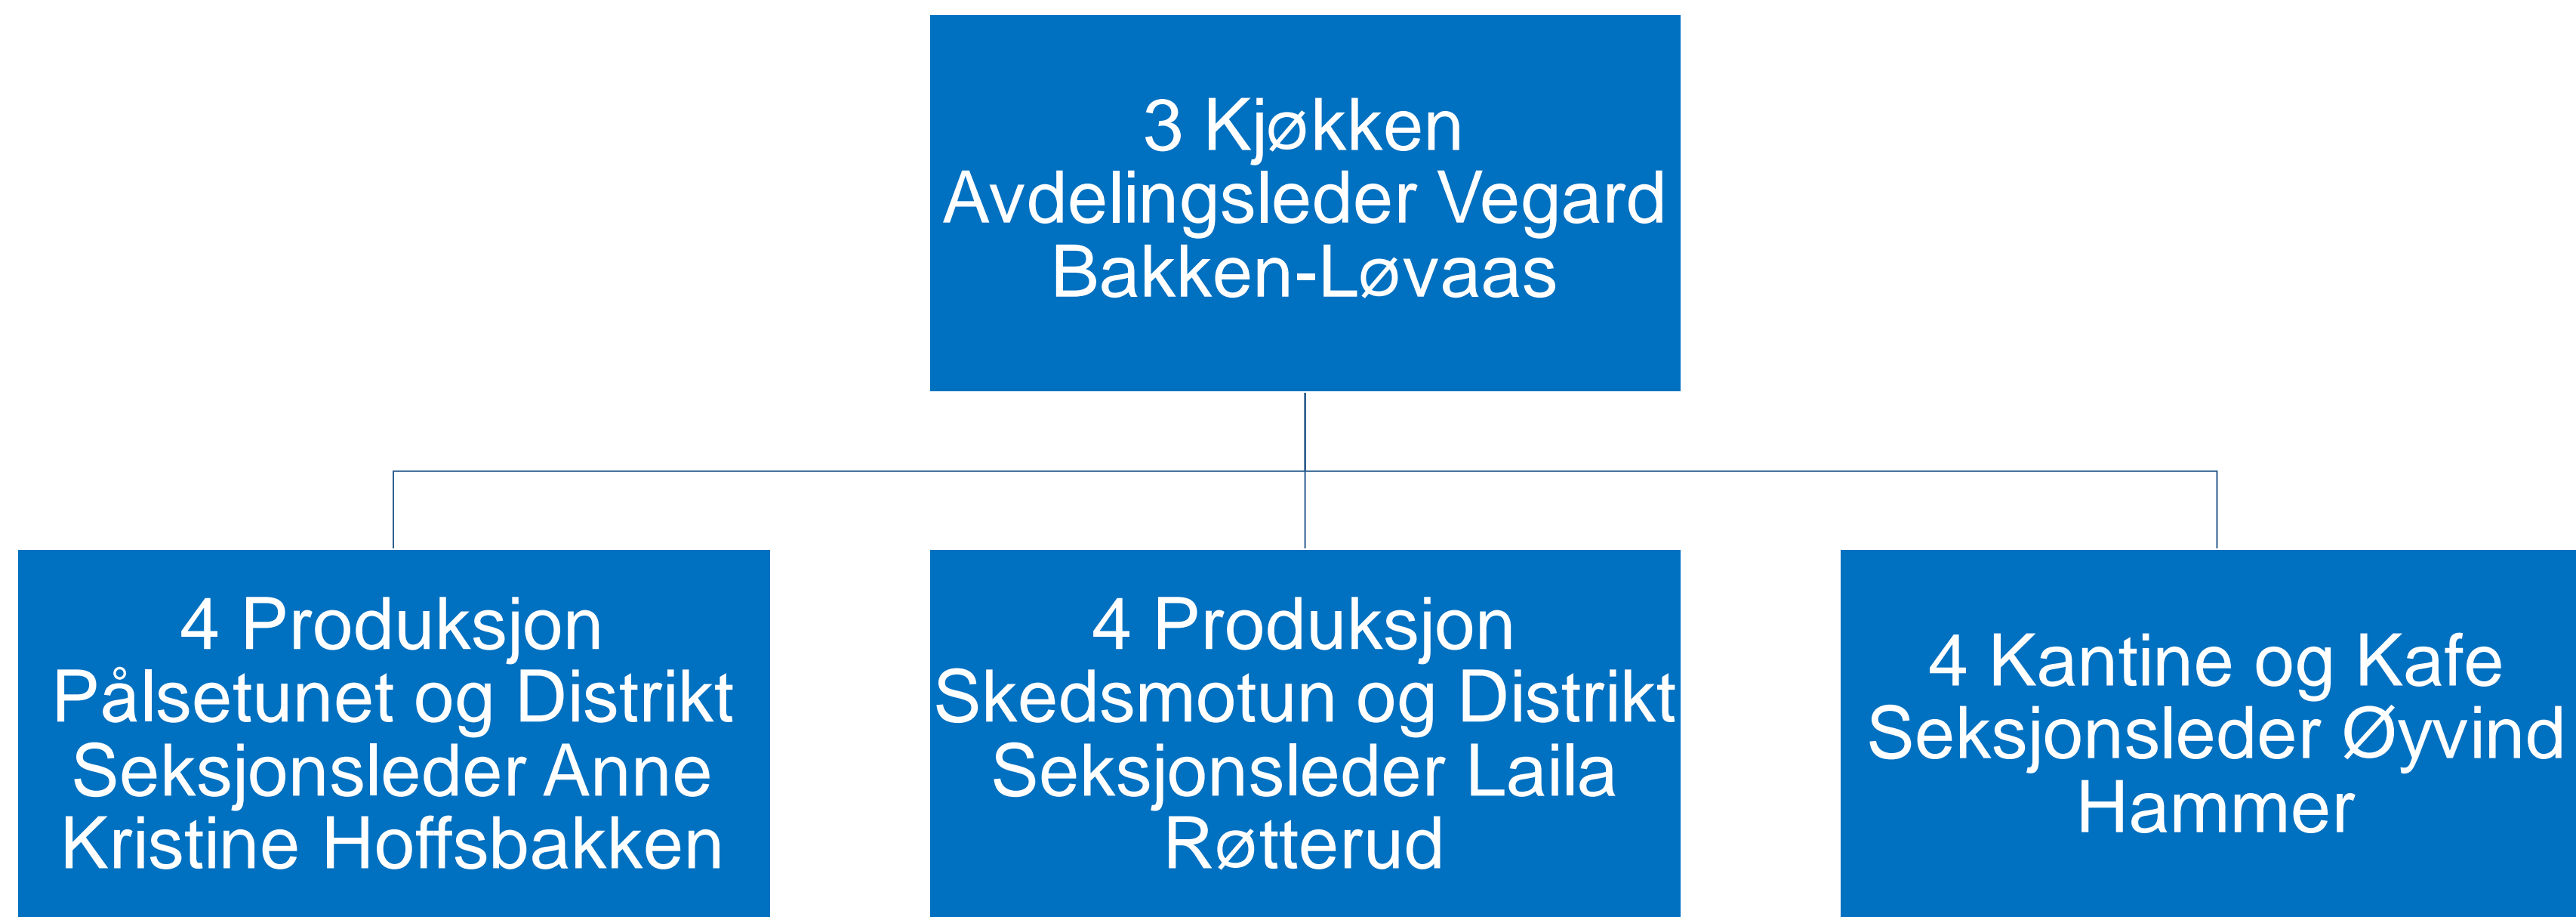 3 Kjøkken
Avdelingsleder Vegard
Bakken-Løvaas
4 Produksjon
Pålsetunet og Distrikt
Seksjonsleder Anne
Kristine Hoffsbakken
4 Produksjon
Skedsmotun og Distrikt
Seksjonsleder Laila
Røtterud
4 Kantine og Kafe
Seksjonsleder Øyvind
Hammer